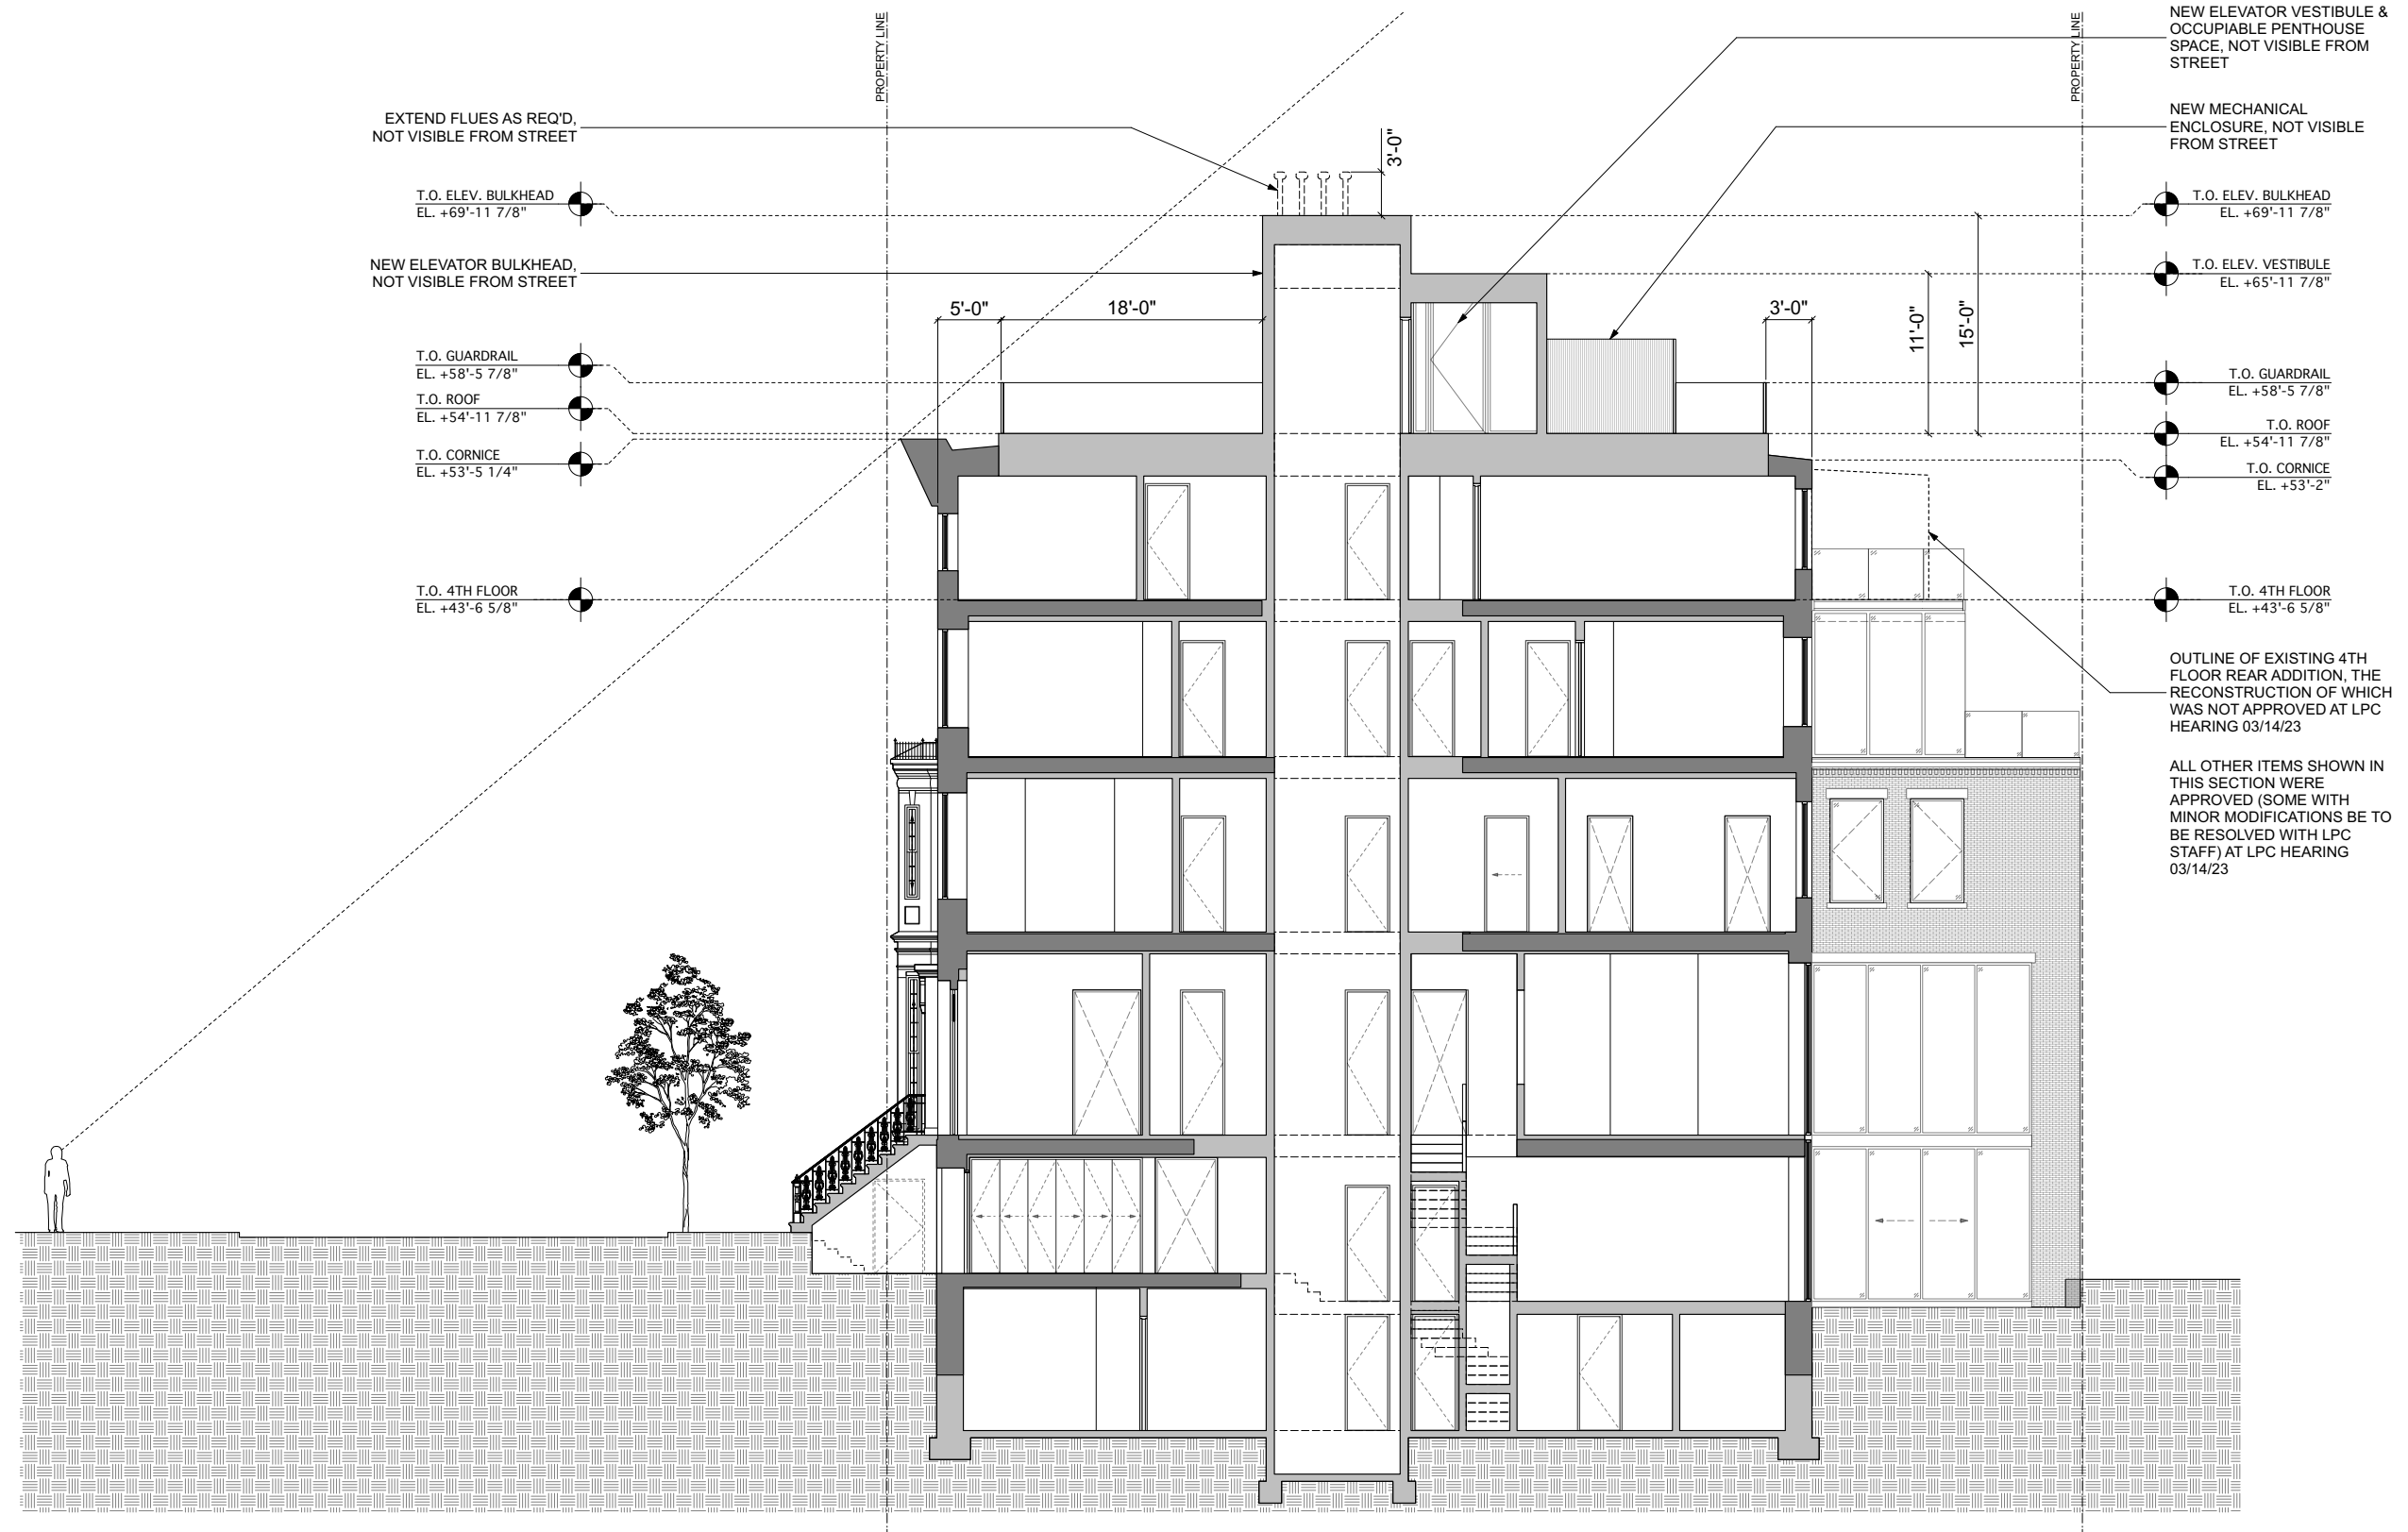 PROPERTY LINE
PROPERTY LINE
NEW ELEVATOR VESTIBULE &
OCCUPIABLE PENTHOUSE
SPACE, NOT VISIBLE FROM
STREET
EXTEND FLUES AS REQ'D,
NOT VISIBLE FROM STREET
3'-0"
NEW MECHANICAL
ENCLOSURE, NOT VISIBLE
FROM STREET
T.O. ELEV. BULKHEAD
EL. +69'-11 7/8"
T.O. ELEV. BULKHEAD
EL. +69'-11 7/8"
NEW ELEVATOR BULKHEAD,
NOT VISIBLE FROM STREET
T.O. ELEV. VESTIBULE
EL. +65'-11 7/8"
5'-0"
18'-0"
3'-0"
11'-0"
15'-0"
T.O. GUARDRAIL
EL. +58'-5 7/8"
T.O. GUARDRAIL
EL. +58'-5 7/8"
T.O. ROOF
EL. +54'-11 7/8"
T.O. ROOF
EL. +54'-11 7/8"
T.O. CORNICE
EL. +53'-5 1/4"
T.O. CORNICE
EL. +53'-2"
T.O. 4TH FLOOR
EL. +43'-6 5/8"
T.O. 4TH FLOOR
EL. +43'-6 5/8"
OUTLINE OF EXISTING 4TH
FLOOR REAR ADDITION, THE
RECONSTRUCTION OF WHICH
WAS NOT APPROVED AT LPC
HEARING 03/14/23
ALL OTHER ITEMS SHOWN IN
THIS SECTION WERE
APPROVED (SOME WITH
MINOR MODIFICATIONS BE TO
BE RESOLVED WITH LPC
STAFF) AT LPC HEARING
03/14/23